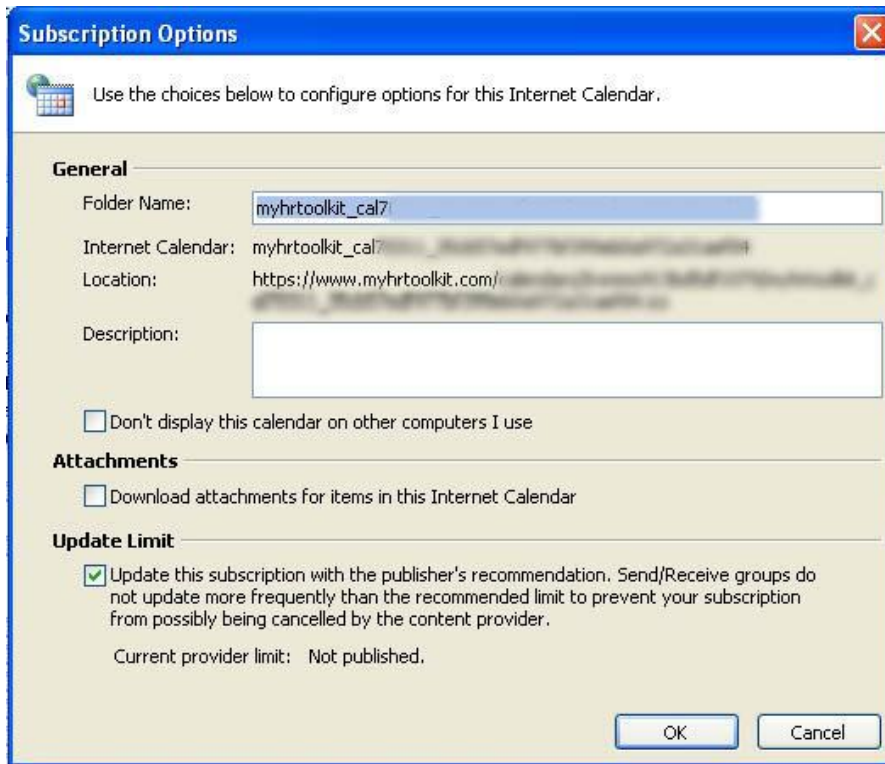 Subscription Options
Use the choices below to configure options for this Internet Calendar.
General
Folder Name: myhrtoolkit_cal7
Internet Calendar: myhrtoolkit_cal7
Location: https://www.myhrtoolkit.com/
Description:
Don't display this calendar on other computers I use
Attachments
Download attachments for items in this Internet Calendar
Update Limit
Update this subscription with the publisher's recommendation. Send/Receive groups do
not update more frequently than the recommended limit to prevent your subscription
from possibly being cancelled by the content provider.
Current provider limit: Not published.
OK Cancel